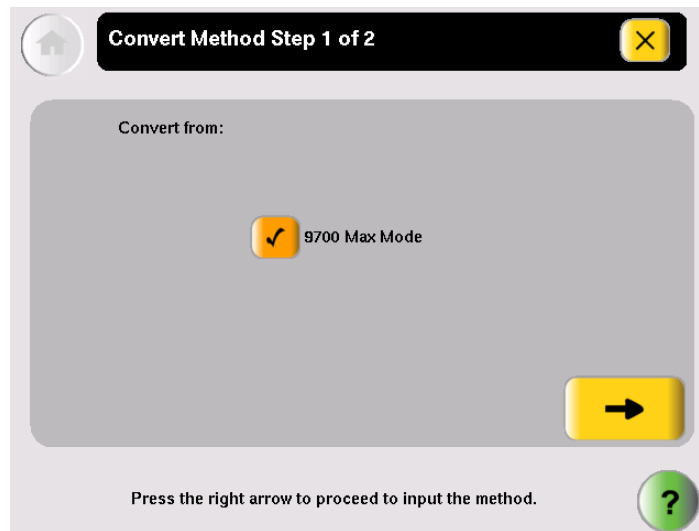 Convert Method Step 1 of 2
Convert from:
9700 Max Mode
Press the right arrow to proceed to input the method.
?